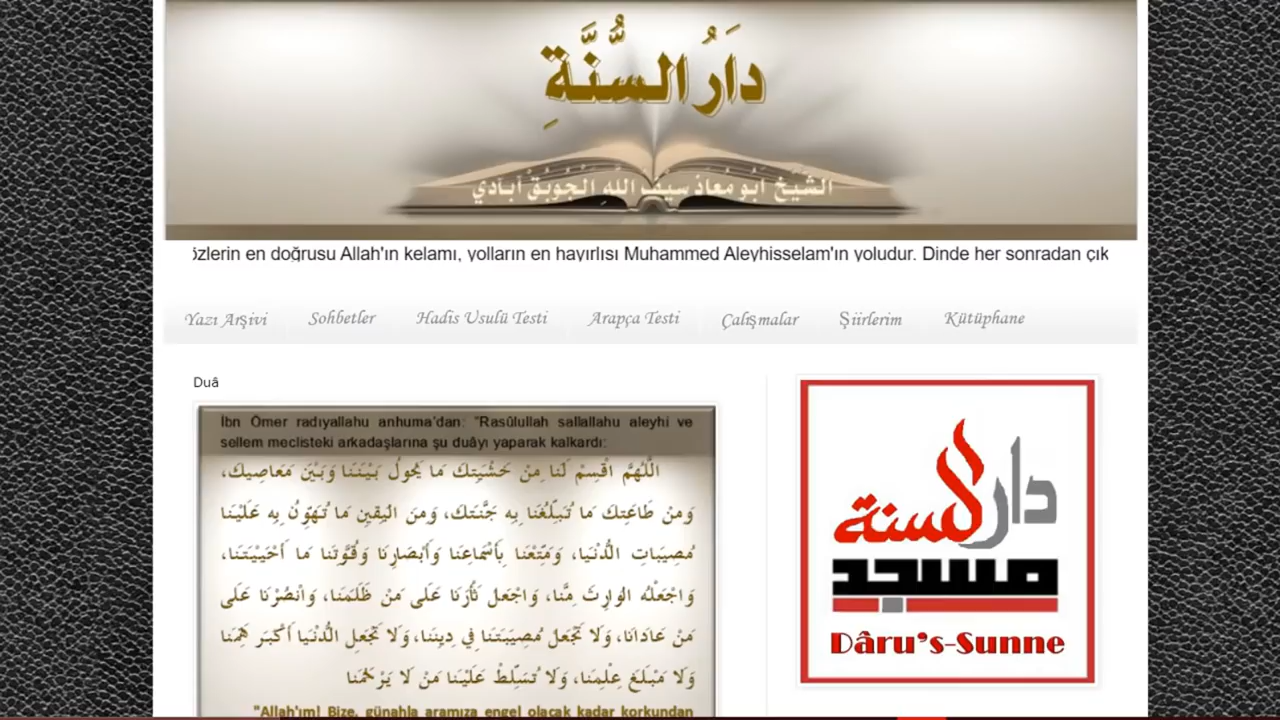 دَارُ السُّنَّةِ
الشيخ أبو معاذ سيف الله الجوبق آبادي
özlerin en doğrusu Allah'ın kelamı, yolların en hayırlısı Muhammed Aleyhisselam'ın yoludur. Dinde her sonradan çık
Yazı Arşivi Sohbetler Hadis Usulü Testi Arapça Testi Çalışmalar Şiirlerim Kütüphane
Duâ
İbn Ömer radıyallahu anhuma'dan: "Rasûlullah sallallahu aleyhi ve
sellem meclisteki arkadaşlarına şu duâyı yaparak kalkardı:
اللَّهُمَّ اقْسِمْ لَنَا مِنْ خَشْيَتِكَ مَا يَحُولُ بَيْنَنَا وَبَيْنَ مَعَاصِيكَ،
وَمِنْ طَاعَتِكَ مَا تُبَلِّغُنَا بِهِ جَنَّتَكَ، وَمِنَ الْيَقِينِ مَا تُهَوِّنُ بِهِ عَلَيْنَا
مُصِيبَاتِ الدُّنْيَا، وَمَتِّعْنَا بِأَسْمَاعِنَا وَأَبْصَارِنَا وَقُوَّتِنَا مَا أَحْيَيْتَنَا،
وَاجْعَلْهُ الوَارِثَ مِنَّا، وَاجْعَل ثَأْرَنَا عَلَى مَنْ ظَلَمَنَا، وَانْصُرْنَا عَلَى
مَنْ عَادَانَا، وَلَا تَجْعَل مُصِيبَتَنَا فِي دِينِنَا، وَلَا تَجْعَلِ الدُّنْيَا أَكْبَرَ هَمِّنَا
وَلَا مَبْلَغَ عِلْمِنَا، وَلَا تُسَلِّطْ عَلَيْنَا مَنْ لَا يَرْحَمُنَا
"Allah'ım! Bize, günahla aramıza engel olacak kadar korkundan
دار السنة
مسجد
Dâru's-Sunne